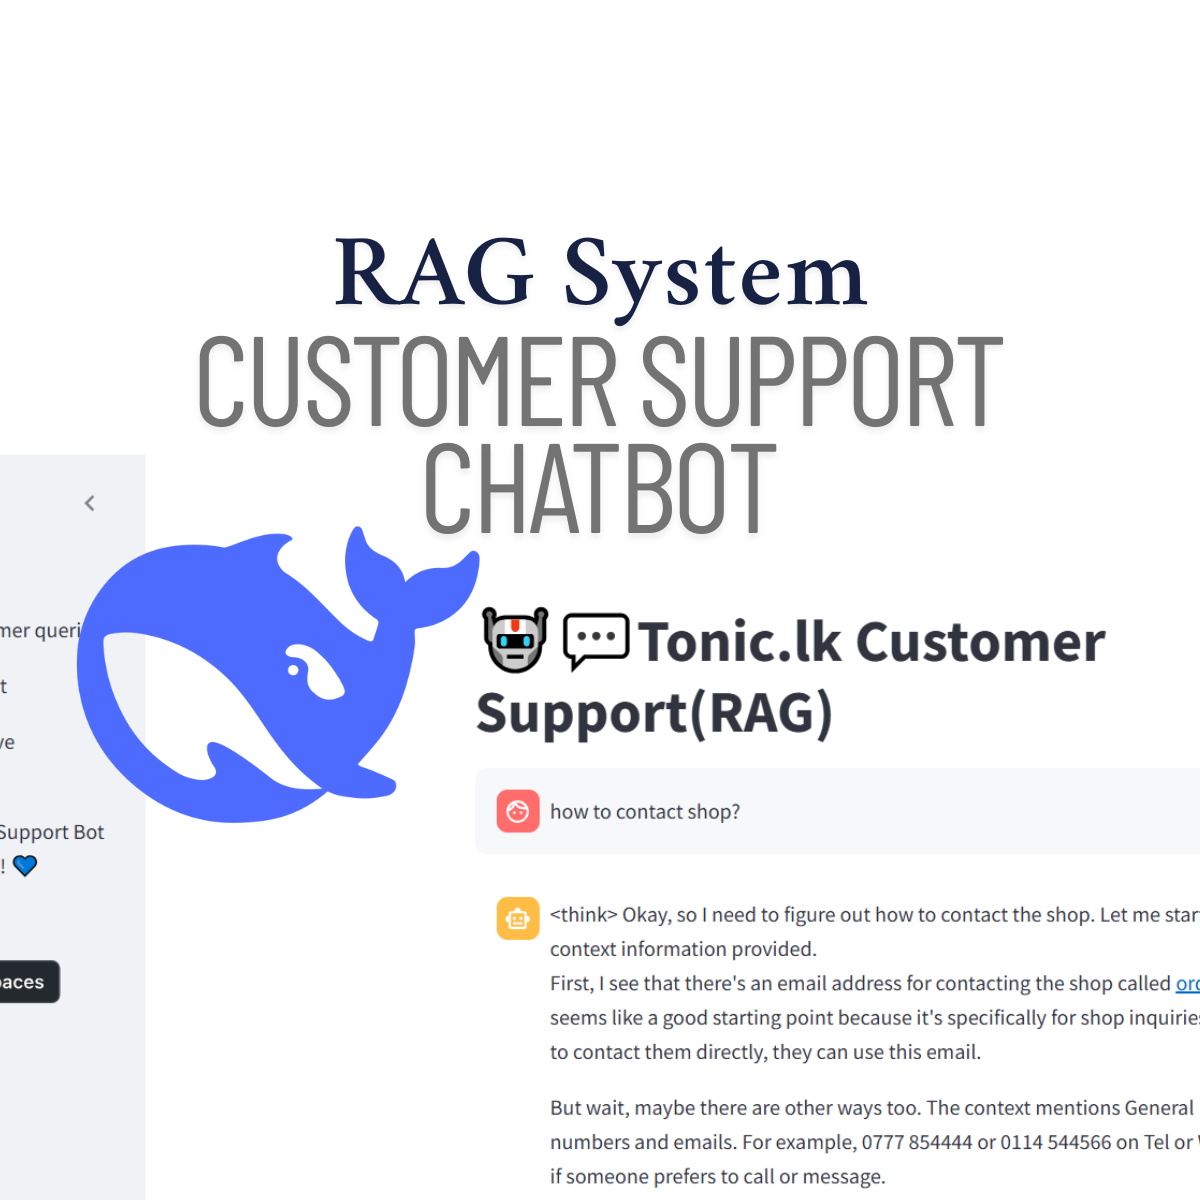 RAG System
CUSTOMER SUPPORT
CHATBOT
t
Support Bot
!
Tonic.lk Customer
Support(RAG)
how to contact shop?
<think> Okay, so I need to figure out how to contact the shop. Let me
context information provided.
First, I see that there's an email address for contacting the shop called
seems like a good starting point because it's specifically for shop
to contact them directly, they can use this email.
But wait, maybe there are other ways too. The context mentions General
numbers and emails. For example, 0777 854444 or 0114 544566 on Tel or
if someone prefers to call or message.